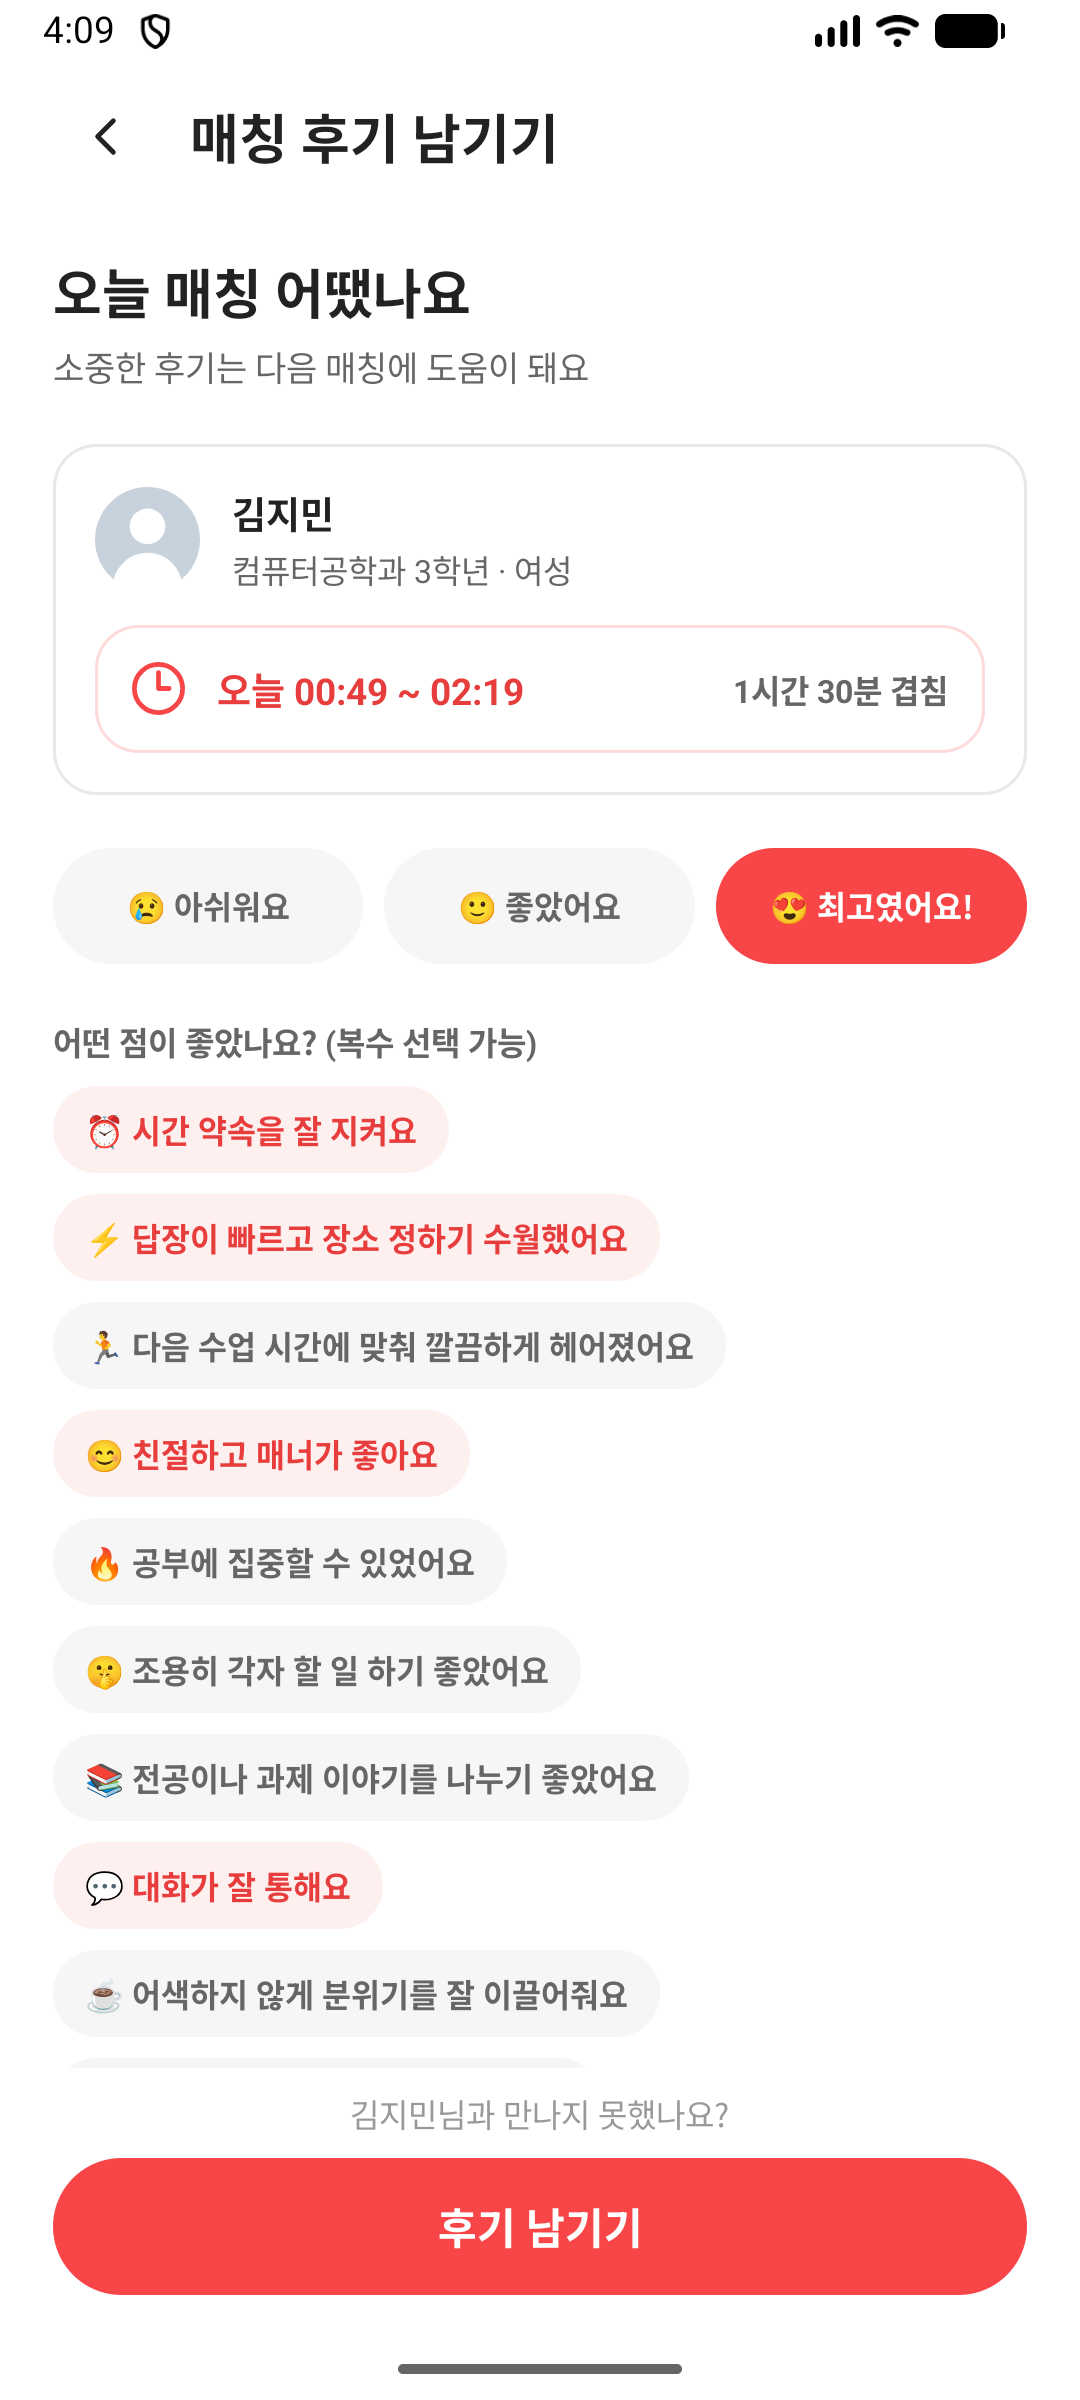 4:09
매칭 후기 남기기
오늘 매칭 어땠나요
소중한 후기는 다음 매칭에 도움이 돼요
김지민
컴퓨터공학과 3학년 · 여성
오늘 00:49 ~ 02:19
1시간 30분 겹침
😢 아쉬워요
🙂 좋았어요
😍 최고였어요!
어떤 점이 좋았나요? (복수 선택 가능)
⏰ 시간 약속을 잘 지켜요
⚡ 답장이 빠르고 장소 정하기 수월했어요
🏃 다음 수업 시간에 맞춰 깔끔하게 헤어졌어요
😊 친절하고 매너가 좋아요
🔥 공부에 집중할 수 있었어요
🤫 조용히 각자 할 일 하기 좋았어요
📚 전공이나 과제 이야기를 나누기 좋았어요
💬 대화가 잘 통해요
☕ 어색하지 않게 분위기를 잘 이끌어줘요
김지민님과 만나지 못했나요?
후기 남기기